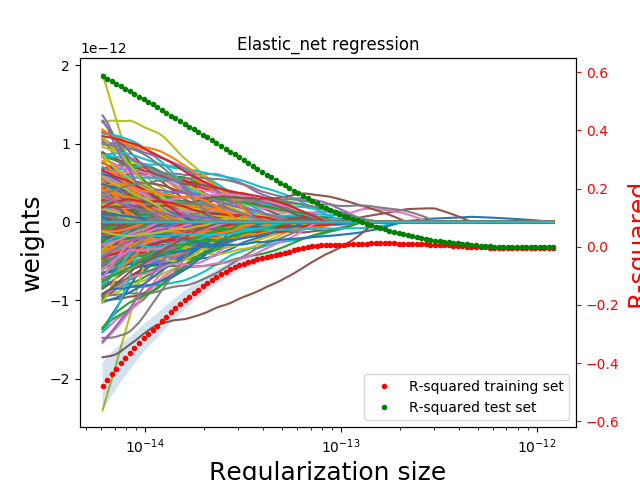 Elastic_net regression
1e−12
2
1
0
−1
−2
weights
0.6
0.4
0.2
0.0
−0.2
−0.4
−0.6
R-squared
R-squared training set
R-squared test set
10⁻¹⁴
10⁻¹³
10⁻¹²
Regularization size